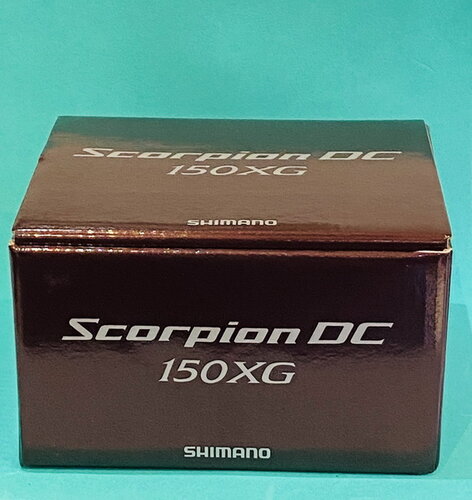 Scorpion DC
150XG
SHIMANO
Scorpion DC
150XG
SHIMANO